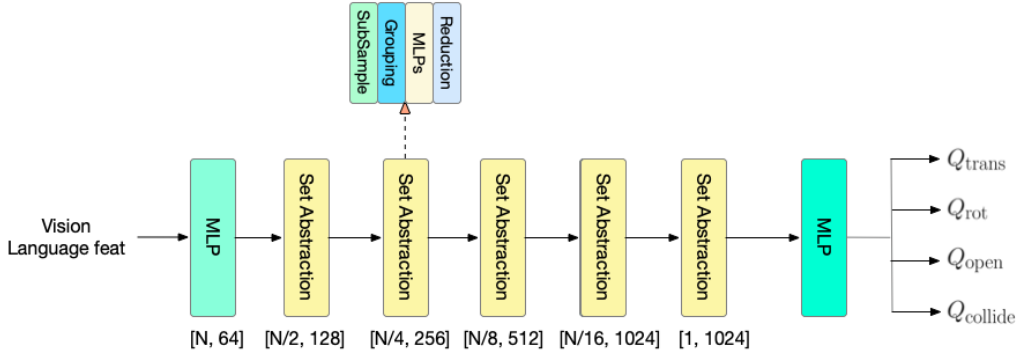 SubSample
Grouping
MLPs
Reduction
Vision
Language feat
MLP
Set Abstraction
Set Abstraction
Set Abstraction
Set Abstraction
Set Abstraction
MLP
Q_trans
Q_rot
Q_open
Q_collide
[N, 64]
[N/2, 128]
[N/4, 256]
[N/8, 512]
[N/16, 1024]
[1, 1024]